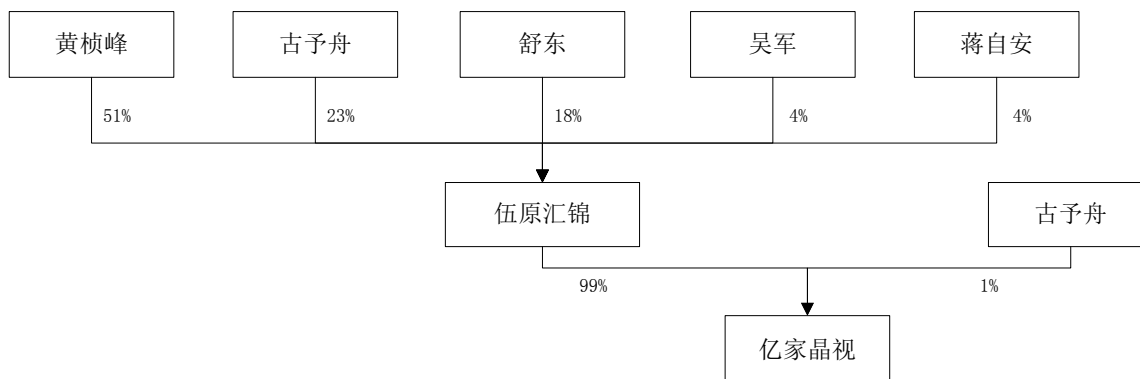 黄桢峰 古予舟 舒东 吴军 蒋自安
51% 23% 18% 4% 4%
伍原汇锦 古予舟
99% 1%
亿家晶视